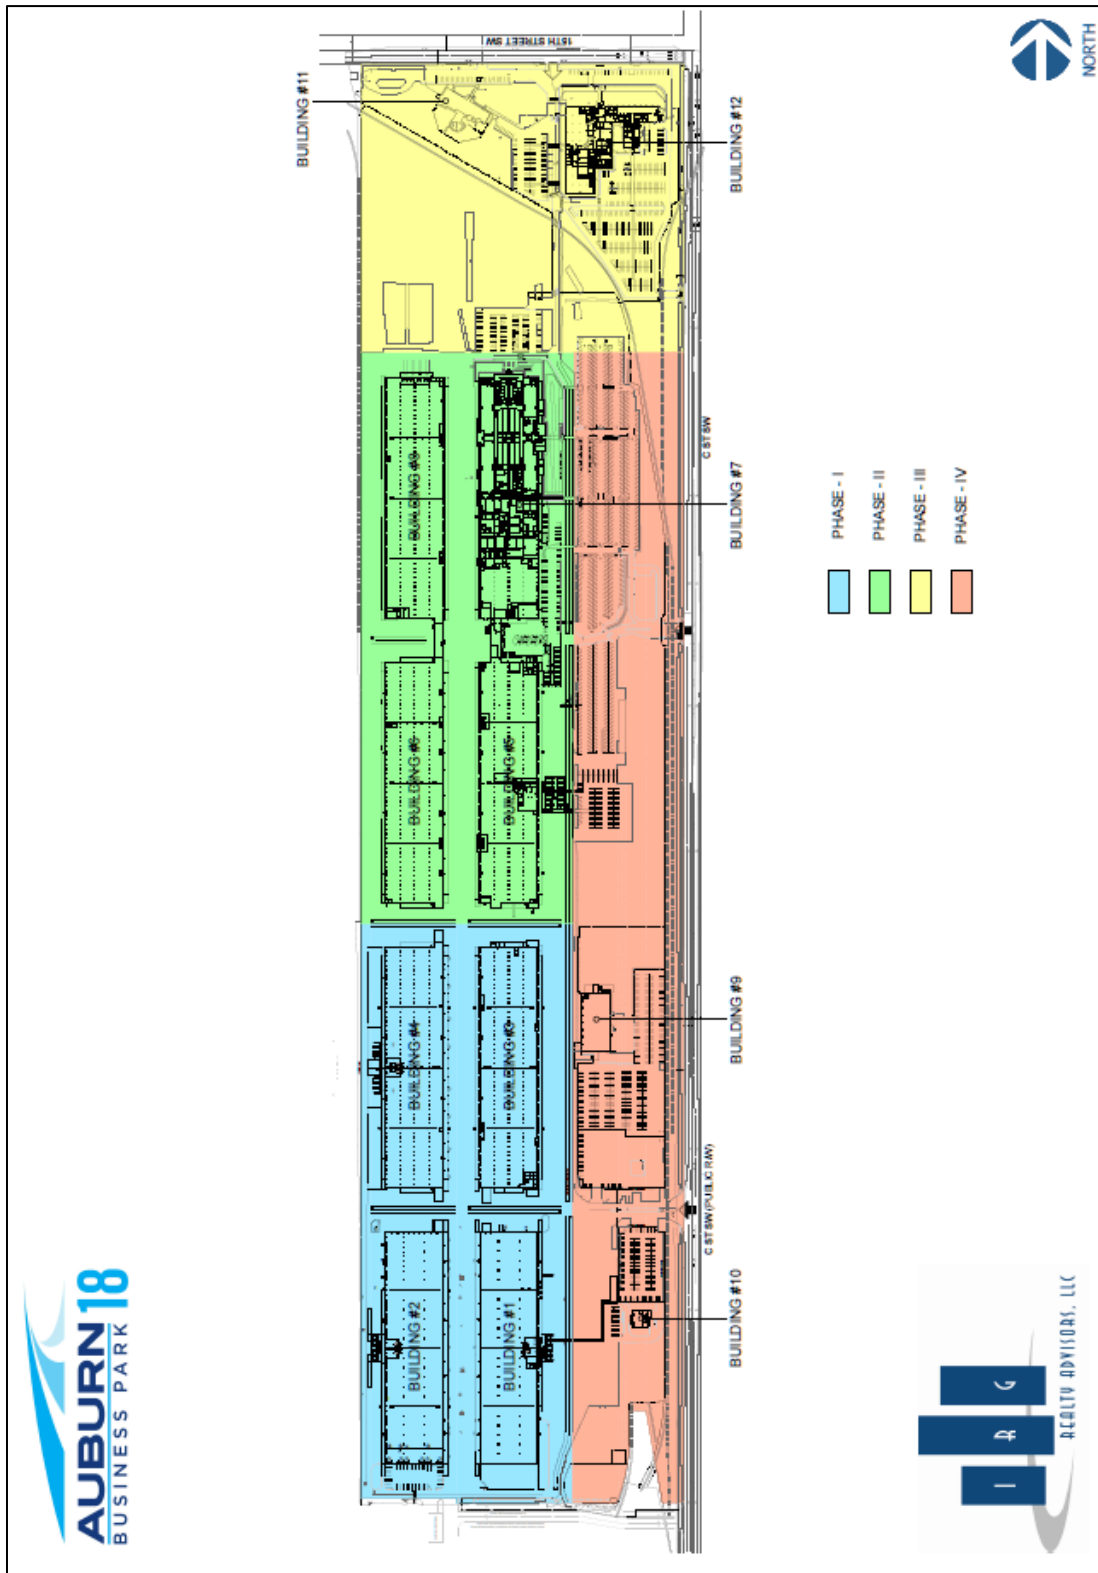 AUBURN 18
BUSINESS PARK
15TH STREET SW
NORTH
BUILDING #11
BUILDING #12
BUILDING #8
BUILDING #7
C ST SW
BUILDING #6
BUILDING #5
BUILDING #4
BUILDING #3
BUILDING #9
C ST SW (PUBLIC R/W)
BUILDING #2
BUILDING #1
BUILDING #10
PHASE - I
PHASE - II
PHASE - III
PHASE - IV
I R G
REALTY ADVISORS, LLC